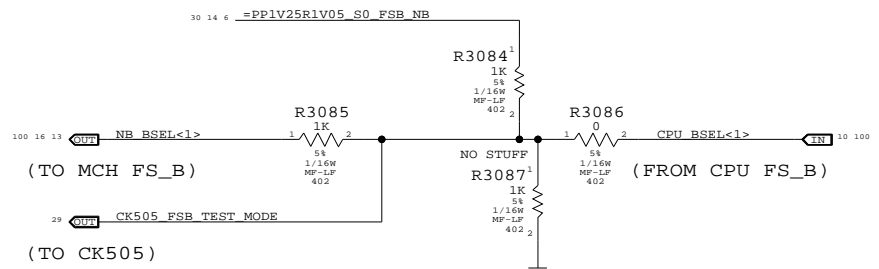 30 14 6 =PP1V25R1V05_S0_FSB_NB
R3084 1
1K
5%
1/16W
MF-LF
402 2
R3085
1 1K 2
5%
1/16W
MF-LF
402
R3086
1 0 2
5%
1/16W
MF-LF
402
100 16 13 OUT NB_BSEL<1>
CPU_BSEL<1> IN 10 100
(TO MCH FS_B)
(FROM CPU FS_B)
NO STUFF
R3087 1
1K
5%
1/16W
MF-LF
402 2
29 OUT CK505_FSB_TEST_MODE
(TO CK505)